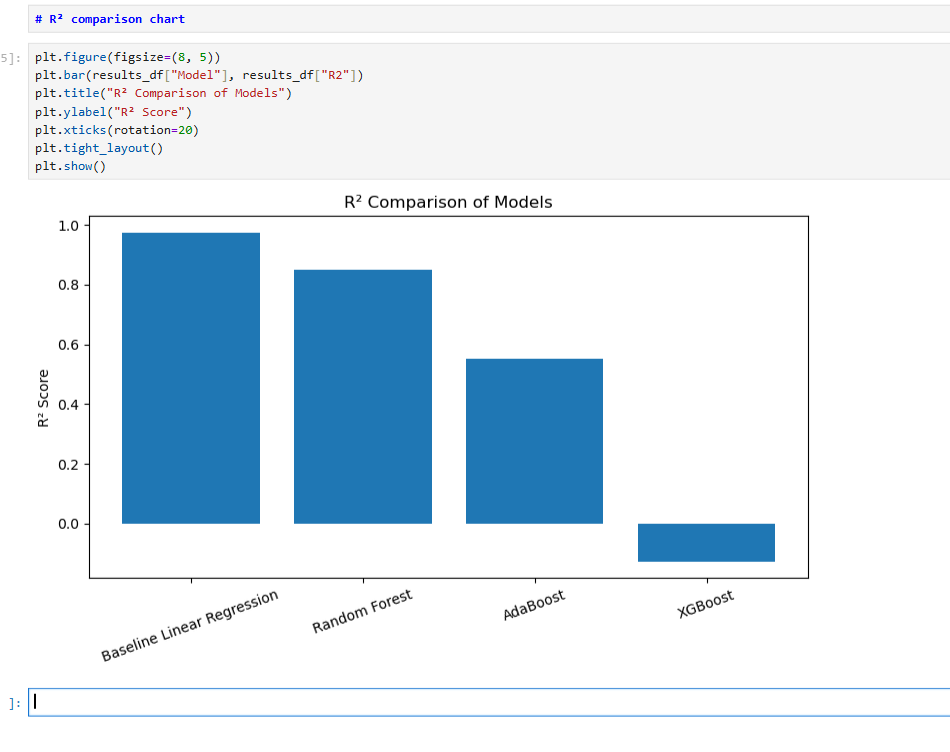 # R² comparison chart
5]:
plt.figure(figsize=(8, 5))
plt.bar(results_df["Model"], results_df["R2"])
plt.title("R² Comparison of Models")
plt.ylabel("R² Score")
plt.xticks(rotation=20)
plt.tight_layout()
plt.show()
R² Comparison of Models
1.0
0.8
0.6
0.4
0.2
0.0
R² Score
Baseline Linear Regression
Random Forest
AdaBoost
XGBoost
]: